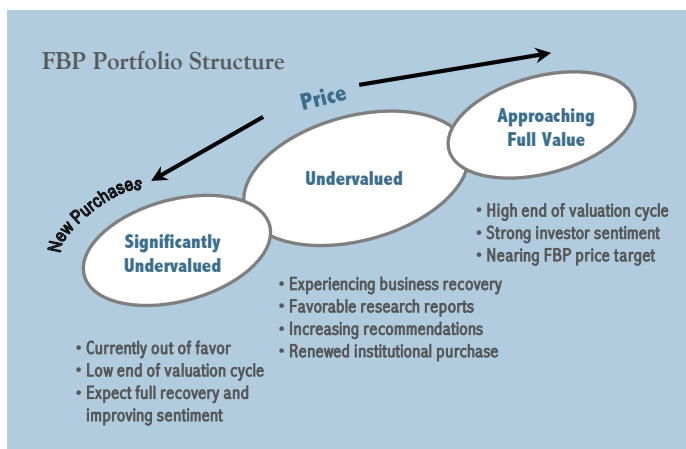 FBP Portfolio Structure
Price
New Purchases
Significantly
Undervalued
Undervalued
Approaching
Full Value
• High end of valuation cycle
• Strong investor sentiment
• Nearing FBP price target
• Experiencing business recovery
• Favorable research reports
• Increasing recommendations
• Renewed institutional purchase
• Currently out of favor
• Low end of valuation cycle
• Expect full recovery and
improving sentiment